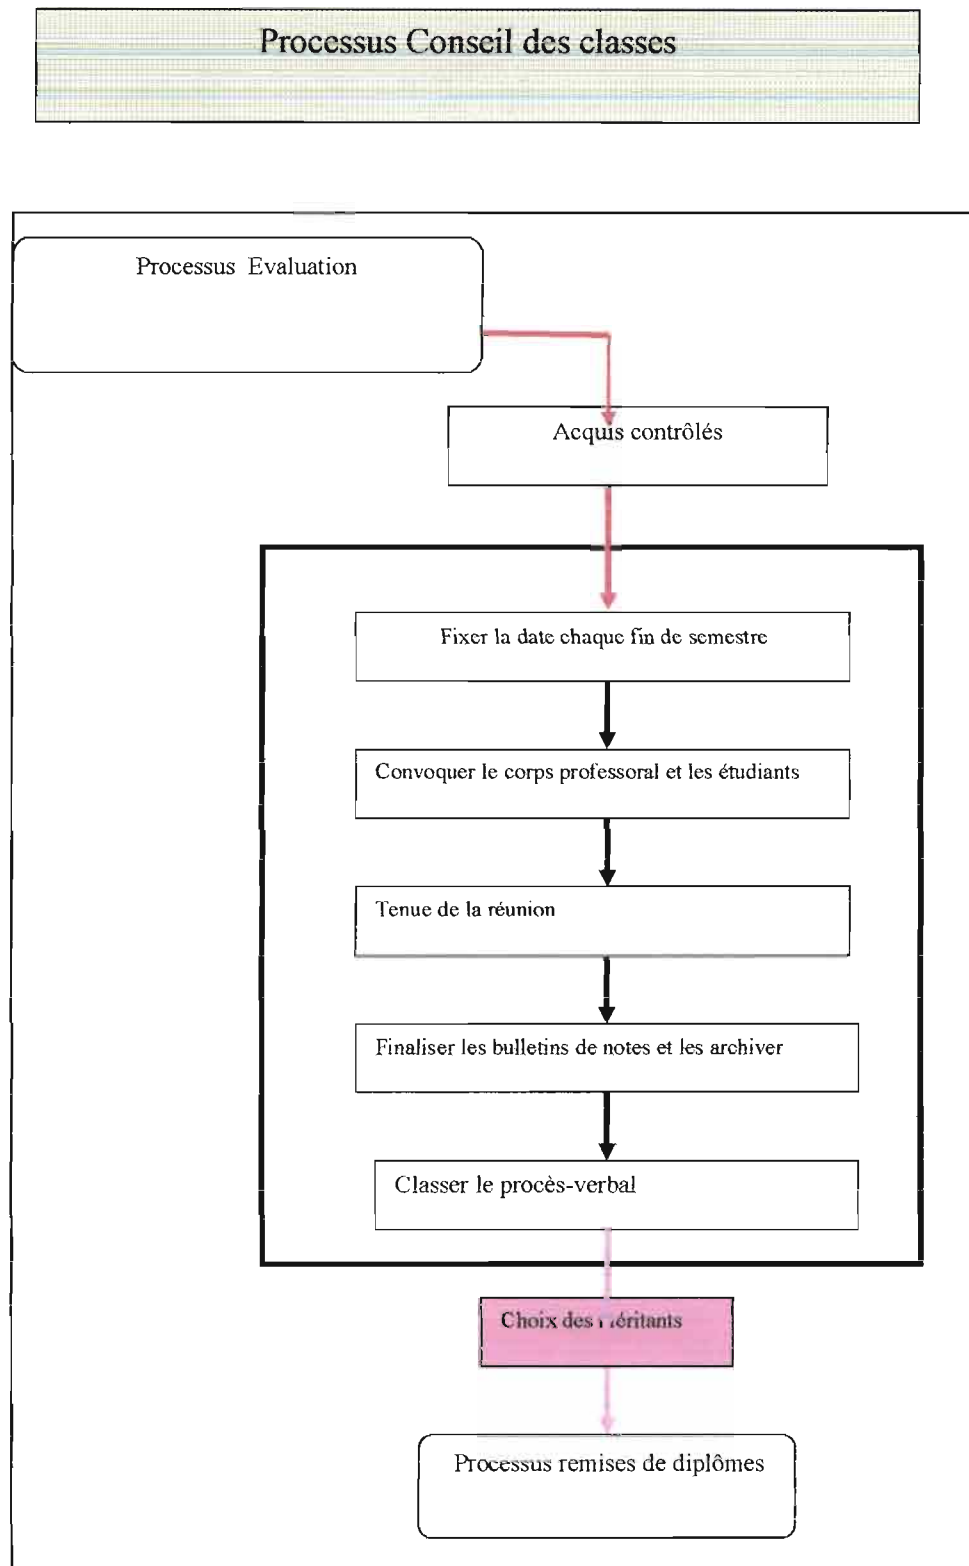 Processus Conseil des classes
Processus Evaluation
Acquis contrôlés
Fixer la date chaque fin de semestre
Convoquer le corps professoral et les étudiants
Tenue de la réunion
Finaliser les bulletins de notes et les archiver
Classer le procès-verbal
Choix des méritants
Processus remises de diplômes